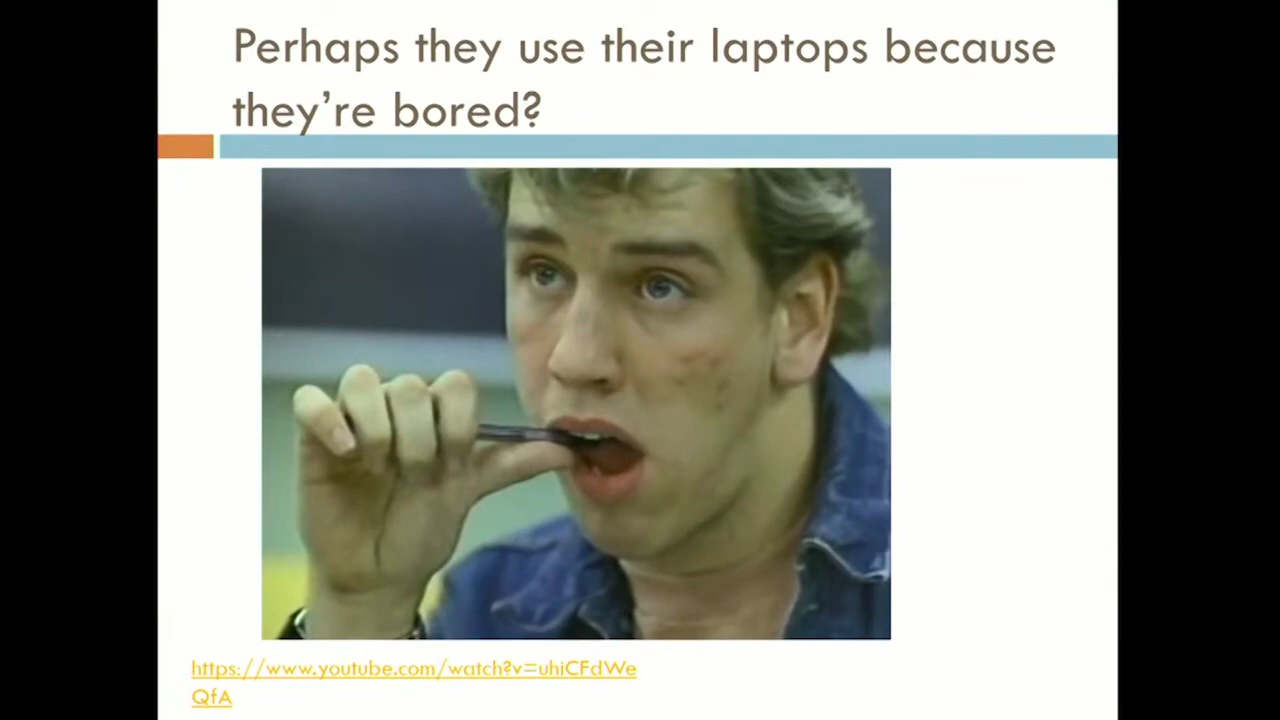 Perhaps they use their laptops because
they're bored?
https://www.youtube.com/watch?v=uhiCFdWe
QfA